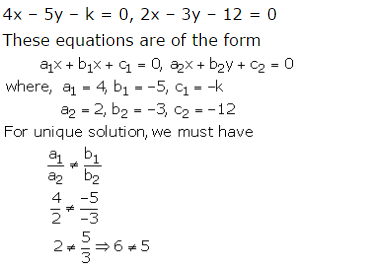 4x − 5y − k = 0, 2x − 3y − 12 = 0
These equations are of the form
a₁x + b₁x + c₁ = 0, a₂x + b₂y + c₂ = 0
where, a₁ = 4, b₁ = −5, c₁ = −k
a₂ = 2, b₂ = −3, c₂ = −12
For unique solution, we must have
a₁/a₂ ≠ b₁/b₂
4/2 ≠ −5/−3
2 ≠ 5/3 ⇒ 6 ≠ 5